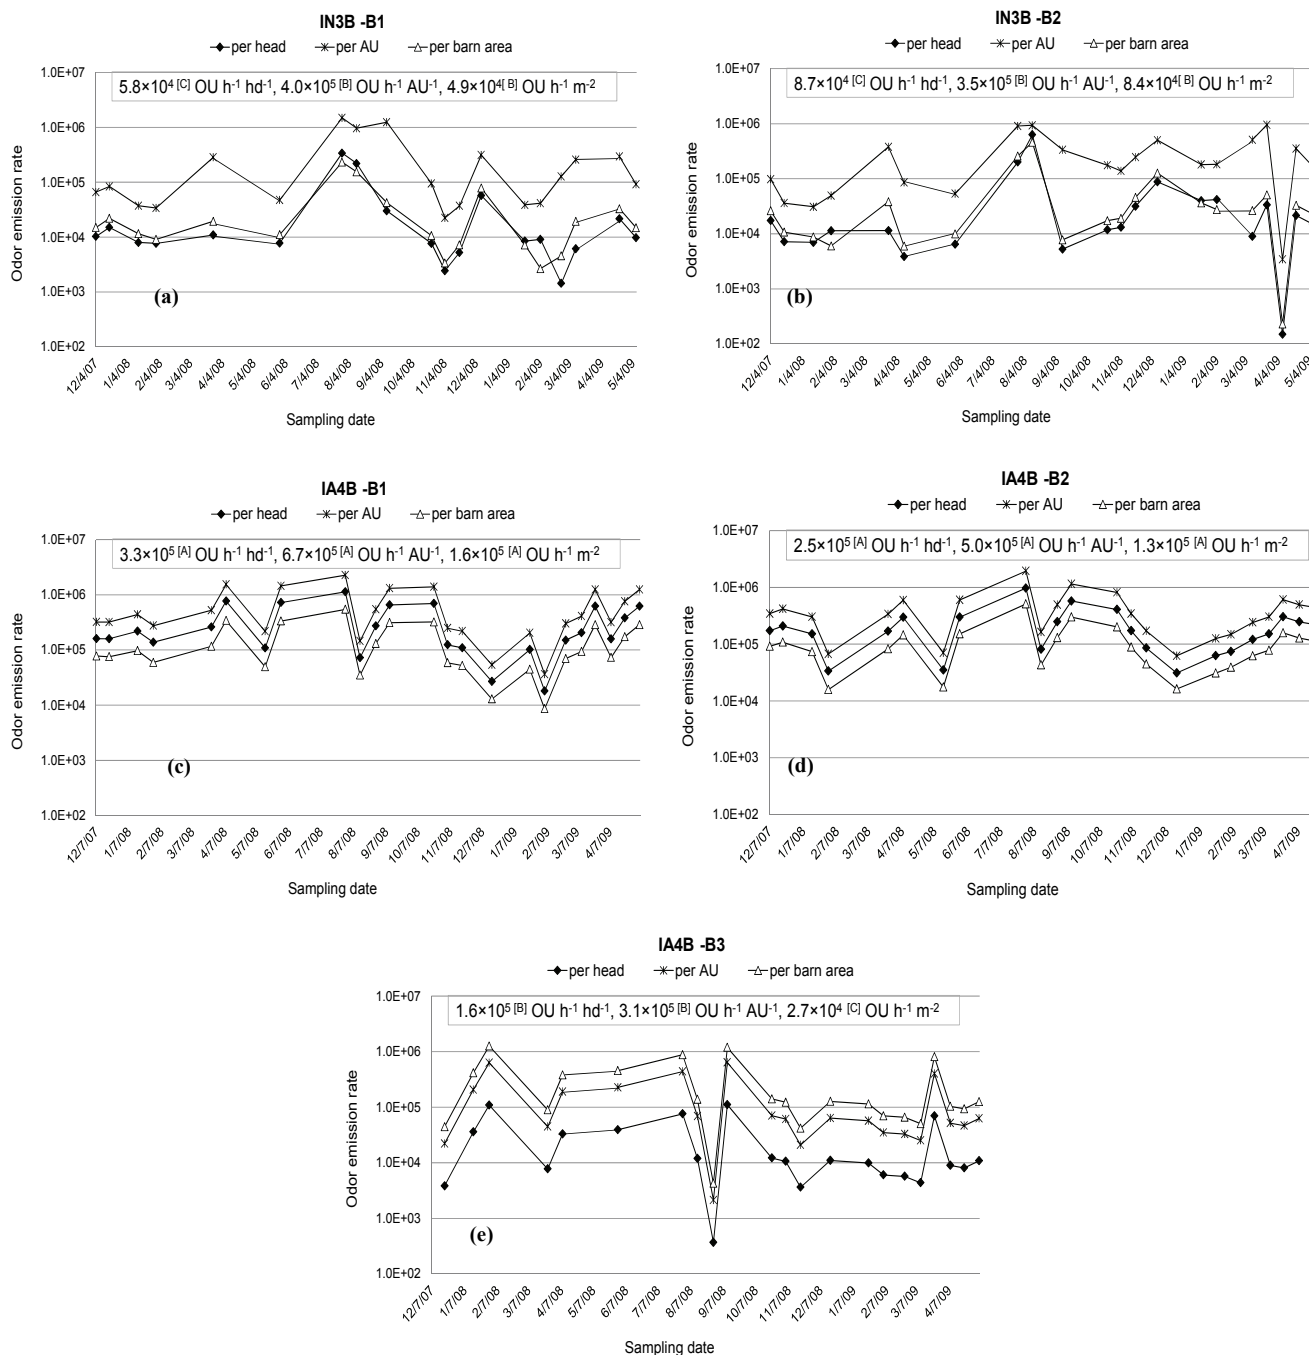 IN3B -B1
per head per AU per barn area
1.0E+07
1.0E+06
1.0E+05
1.0E+04
1.0E+03
1.0E+02
Odor emission rate
5.8×10⁴ [C] OU h⁻¹ hd⁻¹, 4.0×10⁵ [B] OU h⁻¹ AU⁻¹, 4.9×10⁴[ B] OU h⁻¹ m⁻²
(a)
12/4/07 1/4/08 2/4/08 3/4/08 4/4/08 5/4/08 6/4/08 7/4/08 8/4/08 9/4/08 10/4/08 11/4/08 12/4/08 1/4/09 2/4/09 3/4/09 4/4/09 5/4/09
Sampling date
IN3B -B2
per head per AU per barn area
1.0E+07
1.0E+06
1.0E+05
1.0E+04
1.0E+03
1.0E+02
Odor emission rate
8.7×10⁴ [C] OU h⁻¹ hd⁻¹, 3.5×10⁵ [B] OU h⁻¹ AU⁻¹, 8.4×10⁴[ B] OU h⁻¹ m⁻²
(b)
12/4/07 1/4/08 2/4/08 3/4/08 4/4/08 5/4/08 6/4/08 7/4/08 8/4/08 9/4/08 10/4/08 11/4/08 12/4/08 1/4/09 2/4/09 3/4/09 4/4/09 5/4/09
Sampling date
IA4B -B1
per head per AU per barn area
1.0E+07
1.0E+06
1.0E+05
1.0E+04
1.0E+03
1.0E+02
Odor emission rate
3.3×10⁵ [A] OU h⁻¹ hd⁻¹, 6.7×10⁵ [A] OU h⁻¹ AU⁻¹, 1.6×10⁵ [A] OU h⁻¹ m⁻²
(c)
12/7/07 1/7/08 2/7/08 3/7/08 4/7/08 5/7/08 6/7/08 7/7/08 8/7/08 9/7/08 10/7/08 11/7/08 12/7/08 1/7/09 2/7/09 3/7/09 4/7/09
Sampling date
IA4B -B2
per head per AU per barn area
1.0E+07
1.0E+06
1.0E+05
1.0E+04
1.0E+03
1.0E+02
Odor emission rate
2.5×10⁵ [A] OU h⁻¹ hd⁻¹, 5.0×10⁵ [A] OU h⁻¹ AU⁻¹, 1.3×10⁵ [A] OU h⁻¹ m⁻²
(d)
12/7/07 1/7/08 2/7/08 3/7/08 4/7/08 5/7/08 6/7/08 7/7/08 8/7/08 9/7/08 10/7/08 11/7/08 12/7/08 1/7/09 2/7/09 3/7/09 4/7/09
Sampling date
IA4B -B3
per head per AU per barn area
1.0E+07
1.0E+06
1.0E+05
1.0E+04
1.0E+03
1.0E+02
Odor emission rate
1.6×10⁵ [B] OU h⁻¹ hd⁻¹, 3.1×10⁵ [B] OU h⁻¹ AU⁻¹, 2.7×10⁴ [C] OU h⁻¹ m⁻²
(e)
12/7/07 1/7/08 2/7/08 3/7/08 4/7/08 5/7/08 6/7/08 7/7/08 8/7/08 9/7/08 10/7/08 11/7/08 12/7/08 1/7/09 2/7/09 3/7/09 4/7/09
Sampling date